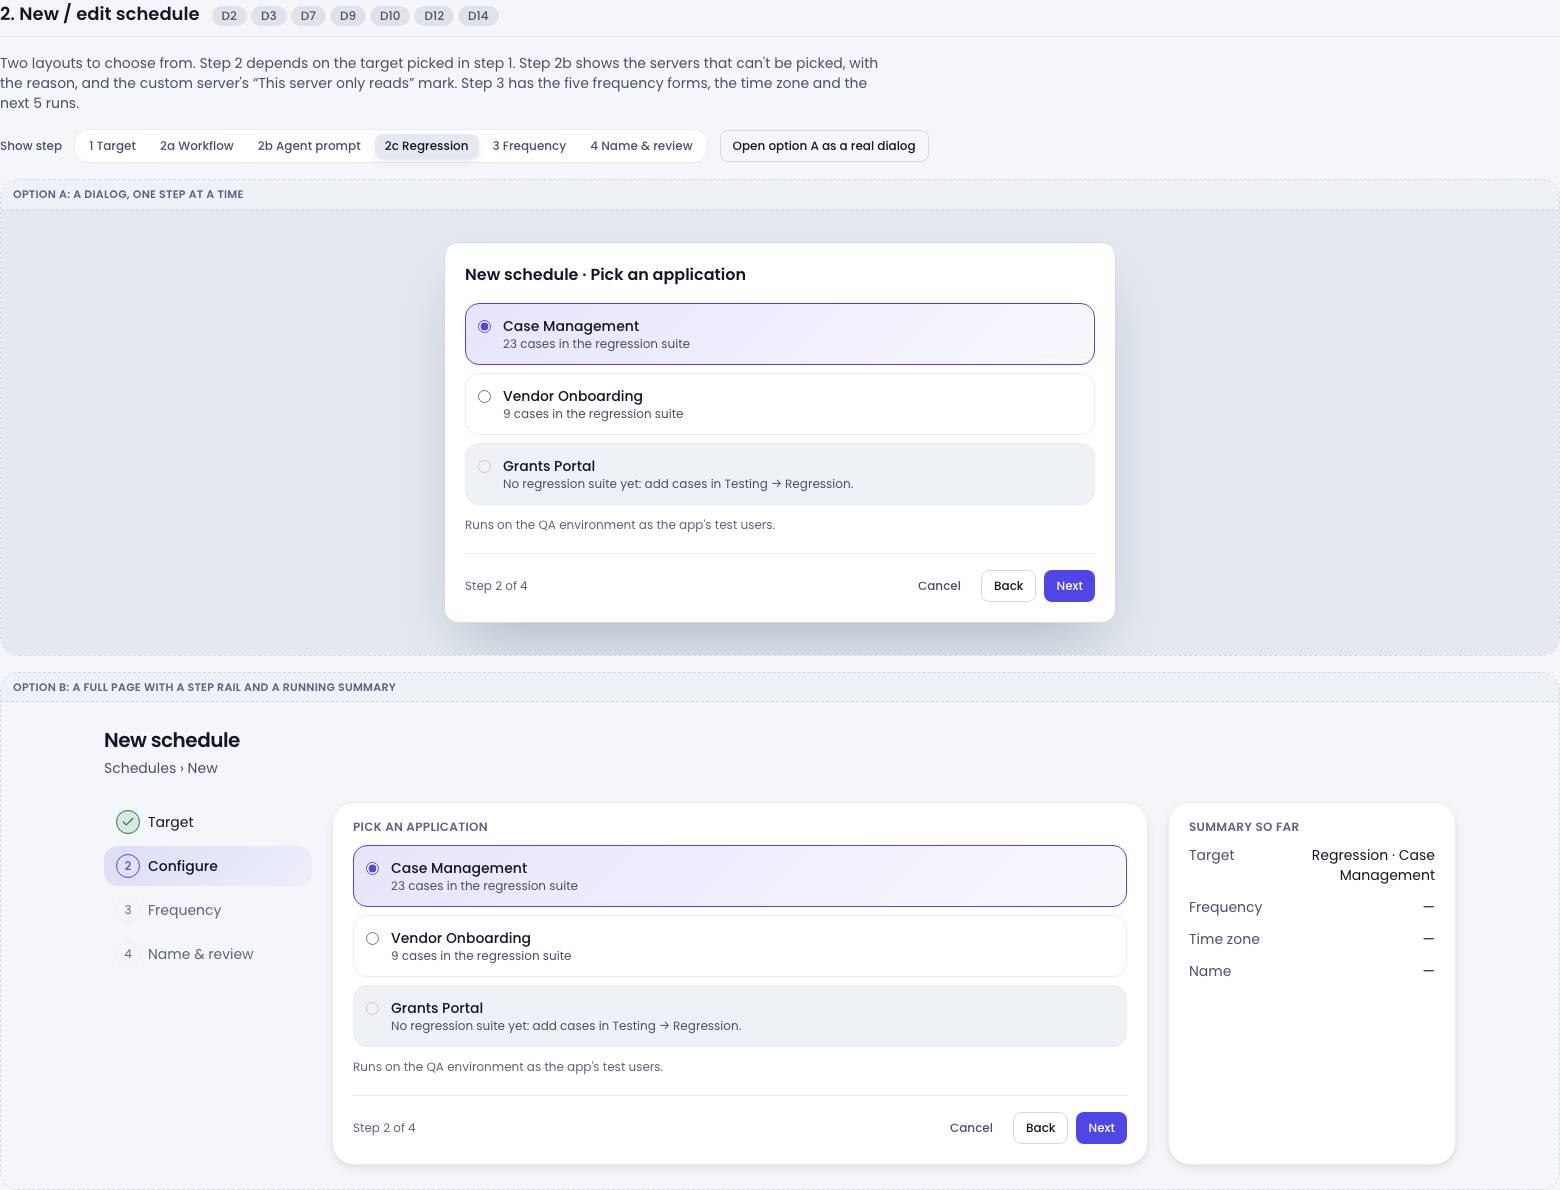 2. New / edit schedule D2 D3 D7 D9 D10 D12 D14
Two layouts to choose from. Step 2 depends on the target picked in step 1. Step 2b shows the servers that can't be picked, with
the reason, and the custom server's “This server only reads” mark. Step 3 has the five frequency forms, the time zone and the
next 5 runs.
Show step 1 Target 2a Workflow 2b Agent prompt 2c Regression 3 Frequency 4 Name & review Open option A as a real dialog
OPTION A: A DIALOG, ONE STEP AT A TIME
New schedule · Pick an application
Case Management
23 cases in the regression suite
Vendor Onboarding
9 cases in the regression suite
Grants Portal
No regression suite yet: add cases in Testing → Regression.
Runs on the QA environment as the app's test users.
Step 2 of 4 Cancel Back Next
OPTION B: A FULL PAGE WITH A STEP RAIL AND A RUNNING SUMMARY
New schedule
Schedules › New
Target
2 Configure
3 Frequency
4 Name & review
PICK AN APPLICATION
Case Management
23 cases in the regression suite
Vendor Onboarding
9 cases in the regression suite
Grants Portal
No regression suite yet: add cases in Testing → Regression.
Runs on the QA environment as the app's test users.
Step 2 of 4 Cancel Back Next
SUMMARY SO FAR
Target Regression · Case
Management
Frequency —
Time zone —
Name —